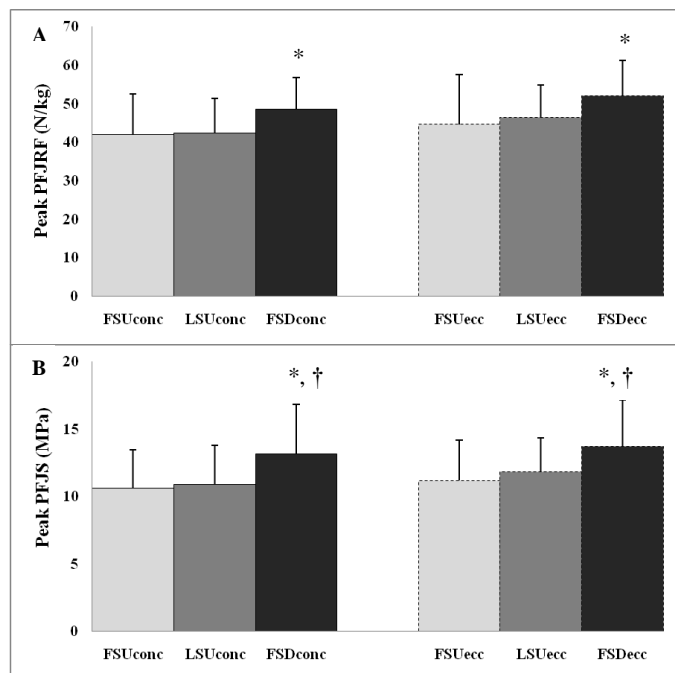 A
Peak PFJRF (N/kg)
70
60
50
40
30
20
10
0
*
*
FSUconc LSUconc FSDconc FSUecc LSUecc FSDecc
B
Peak PFJS (MPa)
20
15
10
5
0
*, †
*, †
FSUconc LSUconc FSDconc FSUecc LSUecc FSDecc